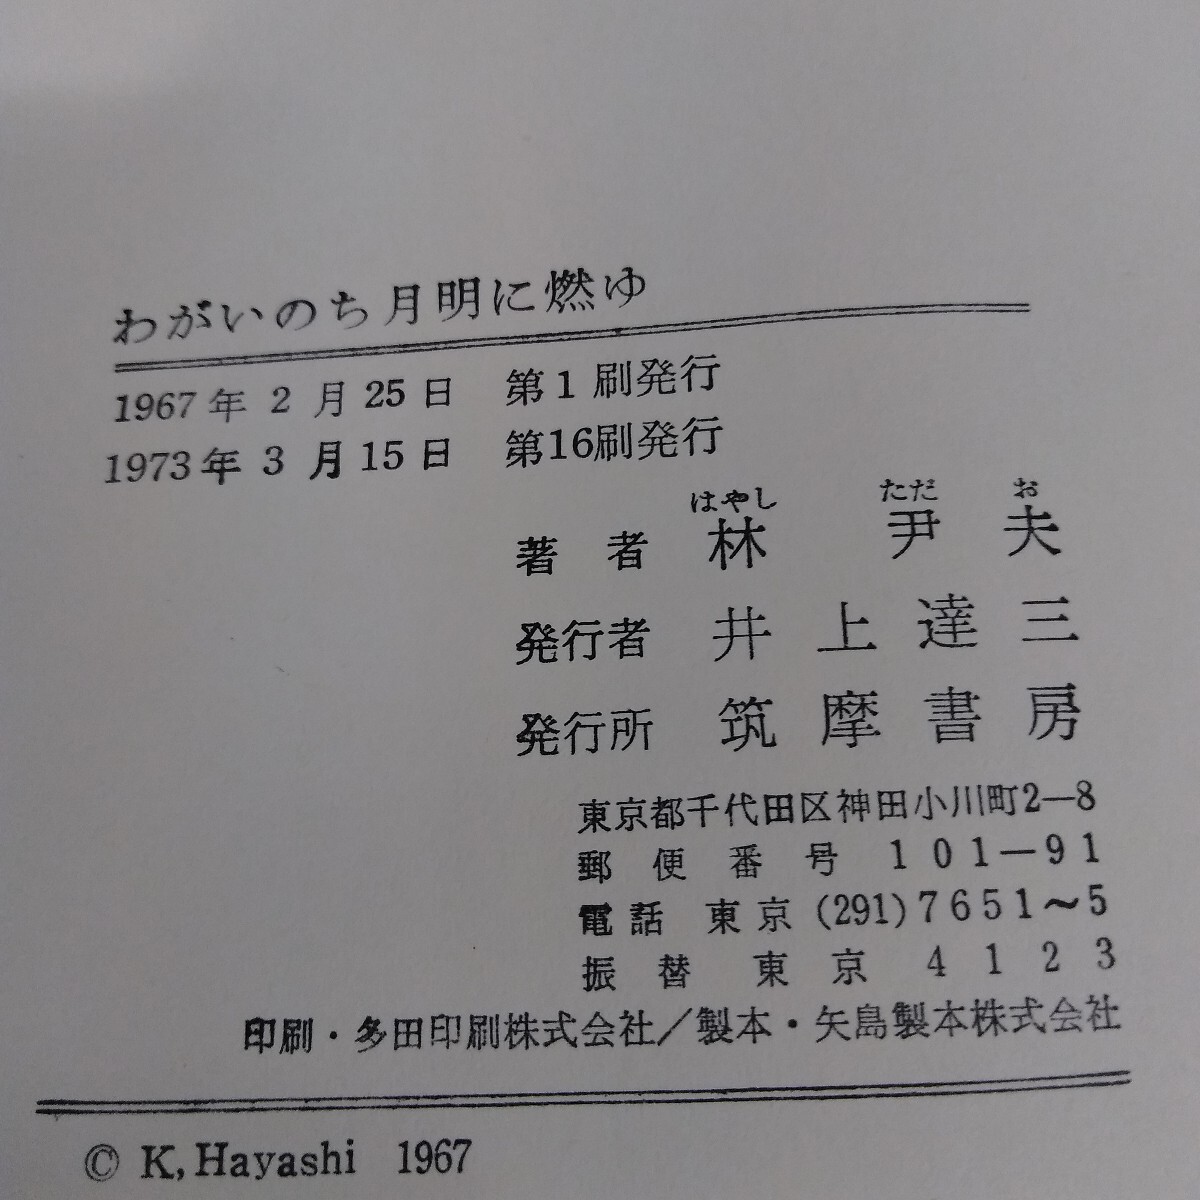 わがいのち月明に燃ゆ
1967年2月25日 第1刷発行
1973年3月15日 第16刷発行
はやし ただ お
著者 林 尹夫
発行者 井上達三
発行所 筑摩書房
東京都千代田区神田小川町2―8
郵便番号 101―91
電話 東京(291)7651〜5
振替 東京 4123
印刷・多田印刷株式会社／製本・矢島製本株式会社
© K, Hayashi 1967